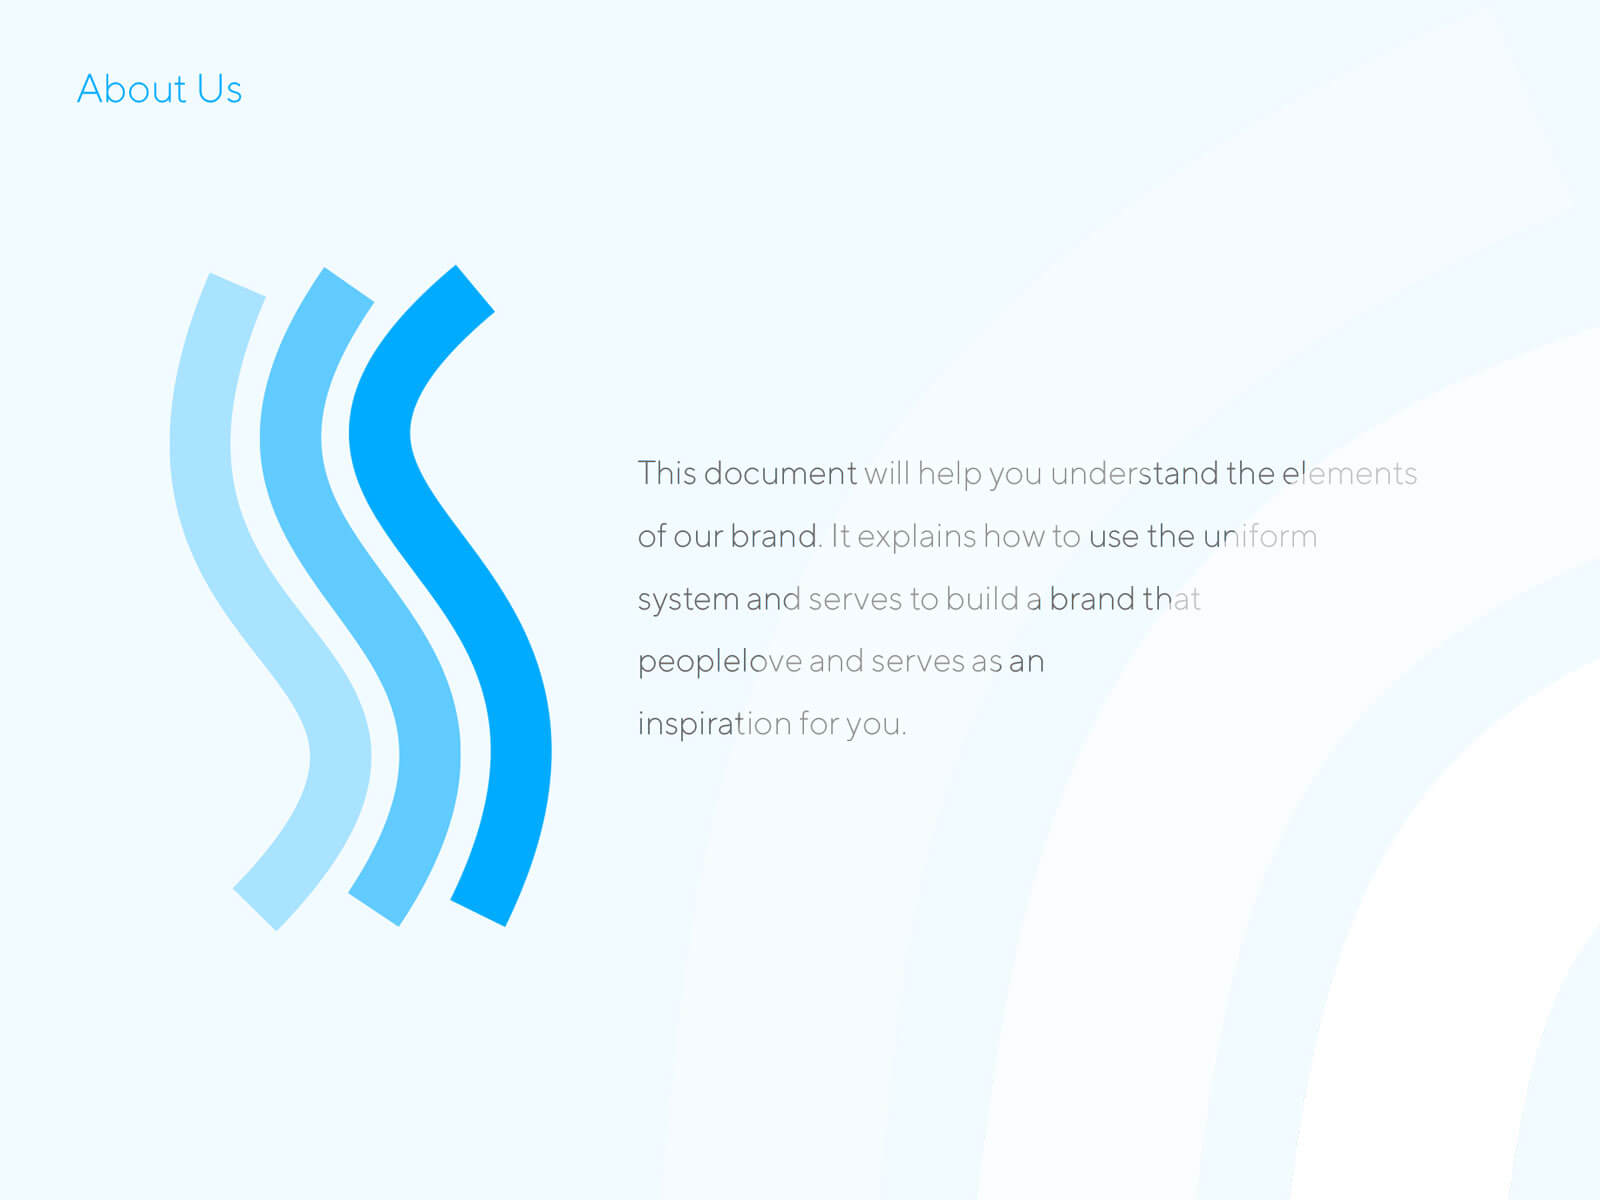 About Us
This document will help you understand the elements
of our brand. It explains how to use the uniform
system and serves to build a brand that
peoplelove and serves as an
inspiration for you.